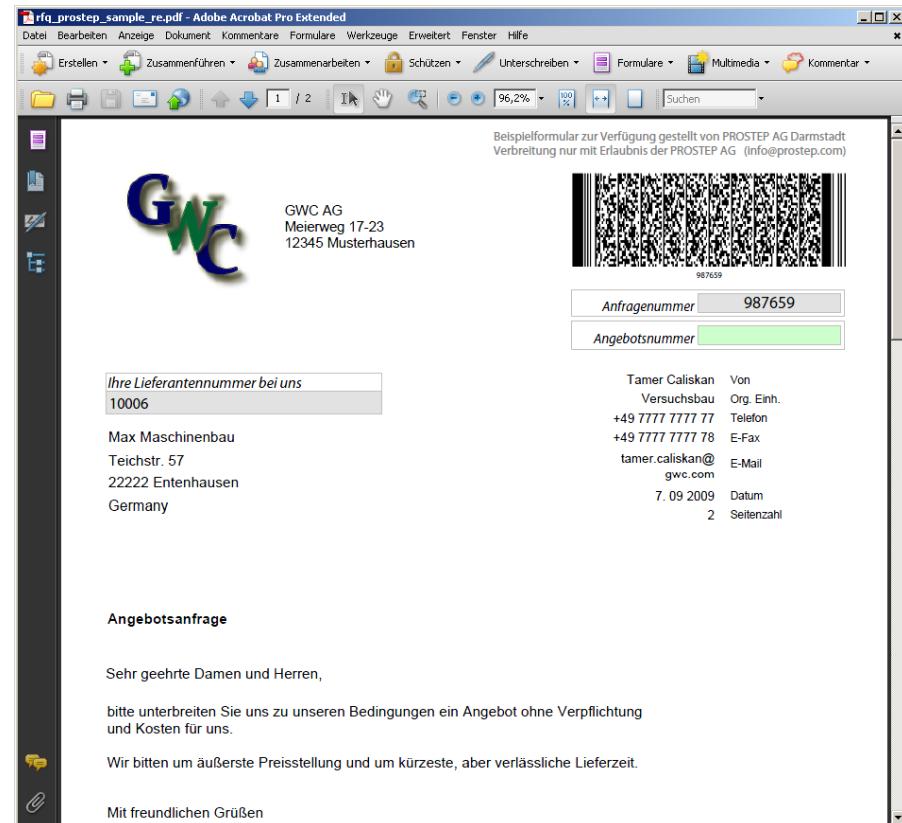 rfq_prostep_sample_re.pdf - Adobe Acrobat Pro Extended
Datei Bearbeiten Anzeige Dokument Kommentare Formulare Werkzeuge Erweitert Fenster Hilfe
Erstellen Zusammenführen Zusammenarbeiten Schützen Unterschreiben Formulare Multimedia Kommentar
1 / 2 96,2% Suchen
Beispielformular zur Verfügung gestellt von PROSTEP AG Darmstadt
Verbreitung nur mit Erlaubnis der PROSTEP AG (info@prostep.com)
GWC
GWC AG
Meierweg 17-23
12345 Musterhausen
987659
Anfragenummer 987659
Angebotsnummer
Ihre Lieferantennummer bei uns
10006
Max Maschinenbau
Teichstr. 57
22222 Entenhausen
Germany
Tamer Caliskan Von
Versuchsbau Org. Einh.
+49 7777 7777 77 Telefon
+49 7777 7777 78 E-Fax
tamer.caliskan@ E-Mail
gwc.com
7. 09 2009 Datum
2 Seitenzahl
Angebotsanfrage
Sehr geehrte Damen und Herren,
bitte unterbreiten Sie uns zu unseren Bedingungen ein Angebot ohne Verpflichtung
und Kosten für uns.
Wir bitten um äußerste Preisstellung und um kürzeste, aber verlässliche Lieferzeit.
Mit freundlichen Grüßen